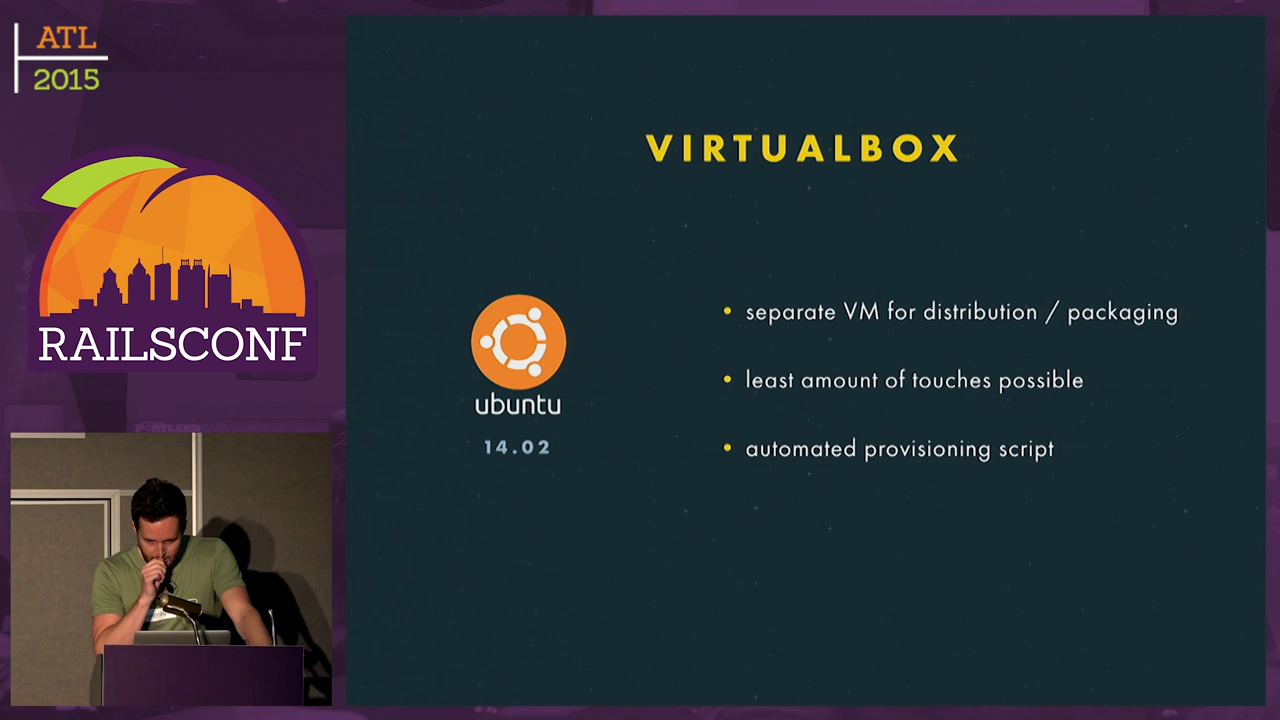 ATL
2015
RAILSCONF
VIRTUALBOX
ubuntu
14.02
• separate VM for distribution / packaging
• least amount of touches possible
• automated provisioning script